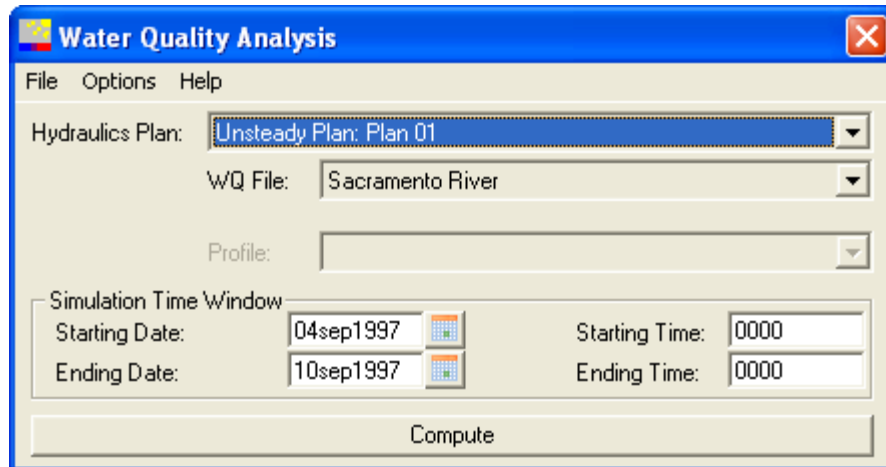 Water Quality Analysis
File Options Help
Hydraulics Plan: Unsteady Plan: Plan 01
WQ File: Sacramento River
Profile:
Simulation Time Window
Starting Date: 04sep1997 Starting Time: 0000
Ending Date: 10sep1997 Ending Time: 0000
Compute